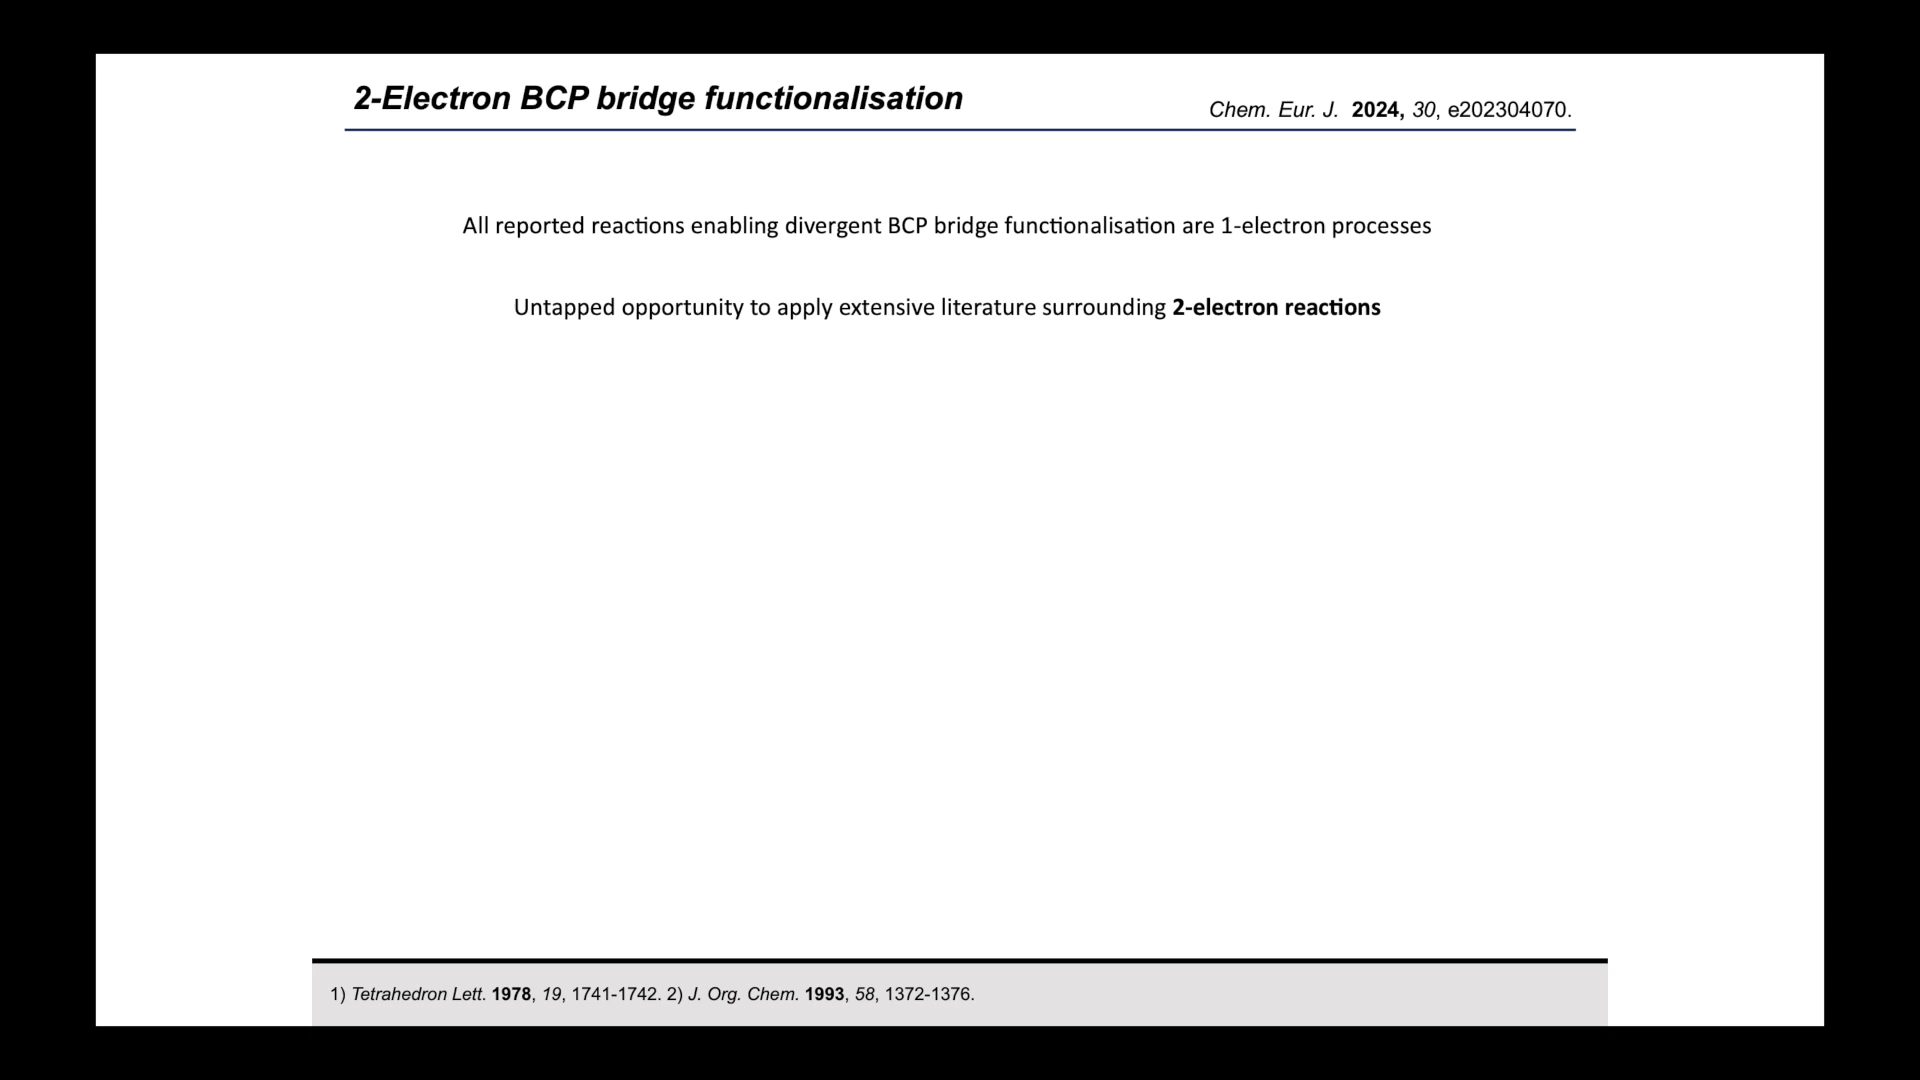 2-Electron BCP bridge functionalisation
Chem. Eur. J. 2024, 30, e202304070.
All reported reactions enabling divergent BCP bridge functionalisation are 1-electron processes
Untapped opportunity to apply extensive literature surrounding 2-electron reactions
1) Tetrahedron Lett. 1978, 19, 1741-1742. 2) J. Org. Chem. 1993, 58, 1372-1376.